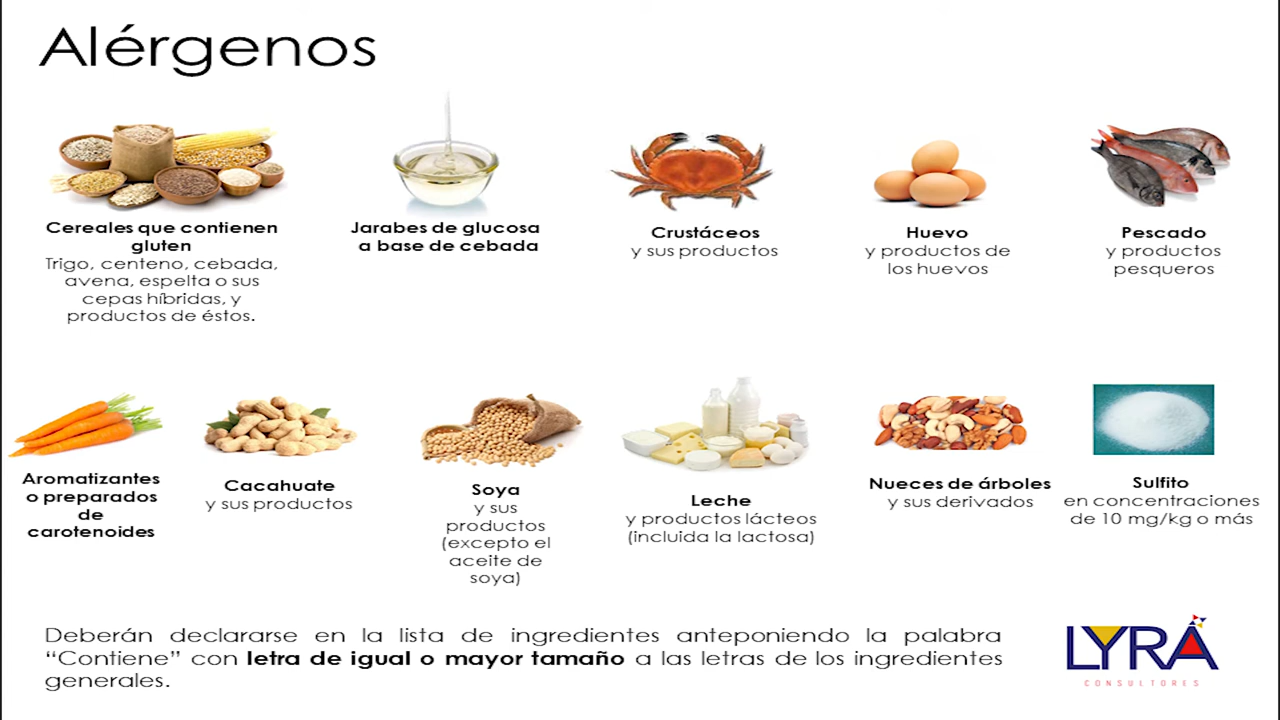 Alérgenos
Cereales que contienen
gluten
Trigo, centeno, cebada,
avena, espelta o sus
cepas híbridas, y
productos de éstos.
Jarabes de glucosa
a base de cebada
Crustáceos
y sus productos
Huevo
y productos de
los huevos
Pescado
y productos
pesqueros
Aromatizantes
o preparados
de
carotenoides
Cacahuate
y sus productos
Soya
y sus
productos
(excepto el
aceite de
soya)
Leche
y productos lácteos
(incluida la lactosa)
Nueces de árboles
y sus derivados
Sulfito
en concentraciones
de 10 mg/kg o más
Deberán declararse en la lista de ingredientes anteponiendo la palabra
“Contiene” con letra de igual o mayor tamaño a las letras de los ingredientes
generales.
LYRA
CONSULTORES